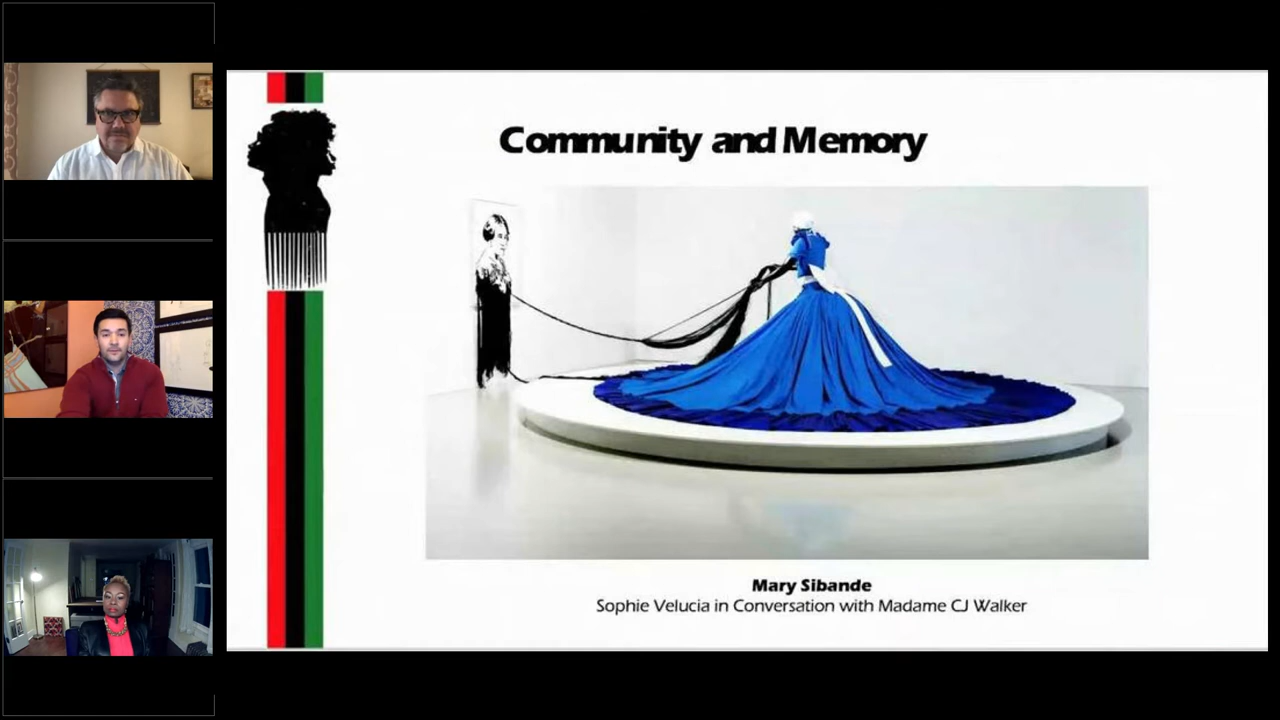 Community and Memory
Mary Sibande
Sophie Velucia in Conversation with Madame CJ Walker